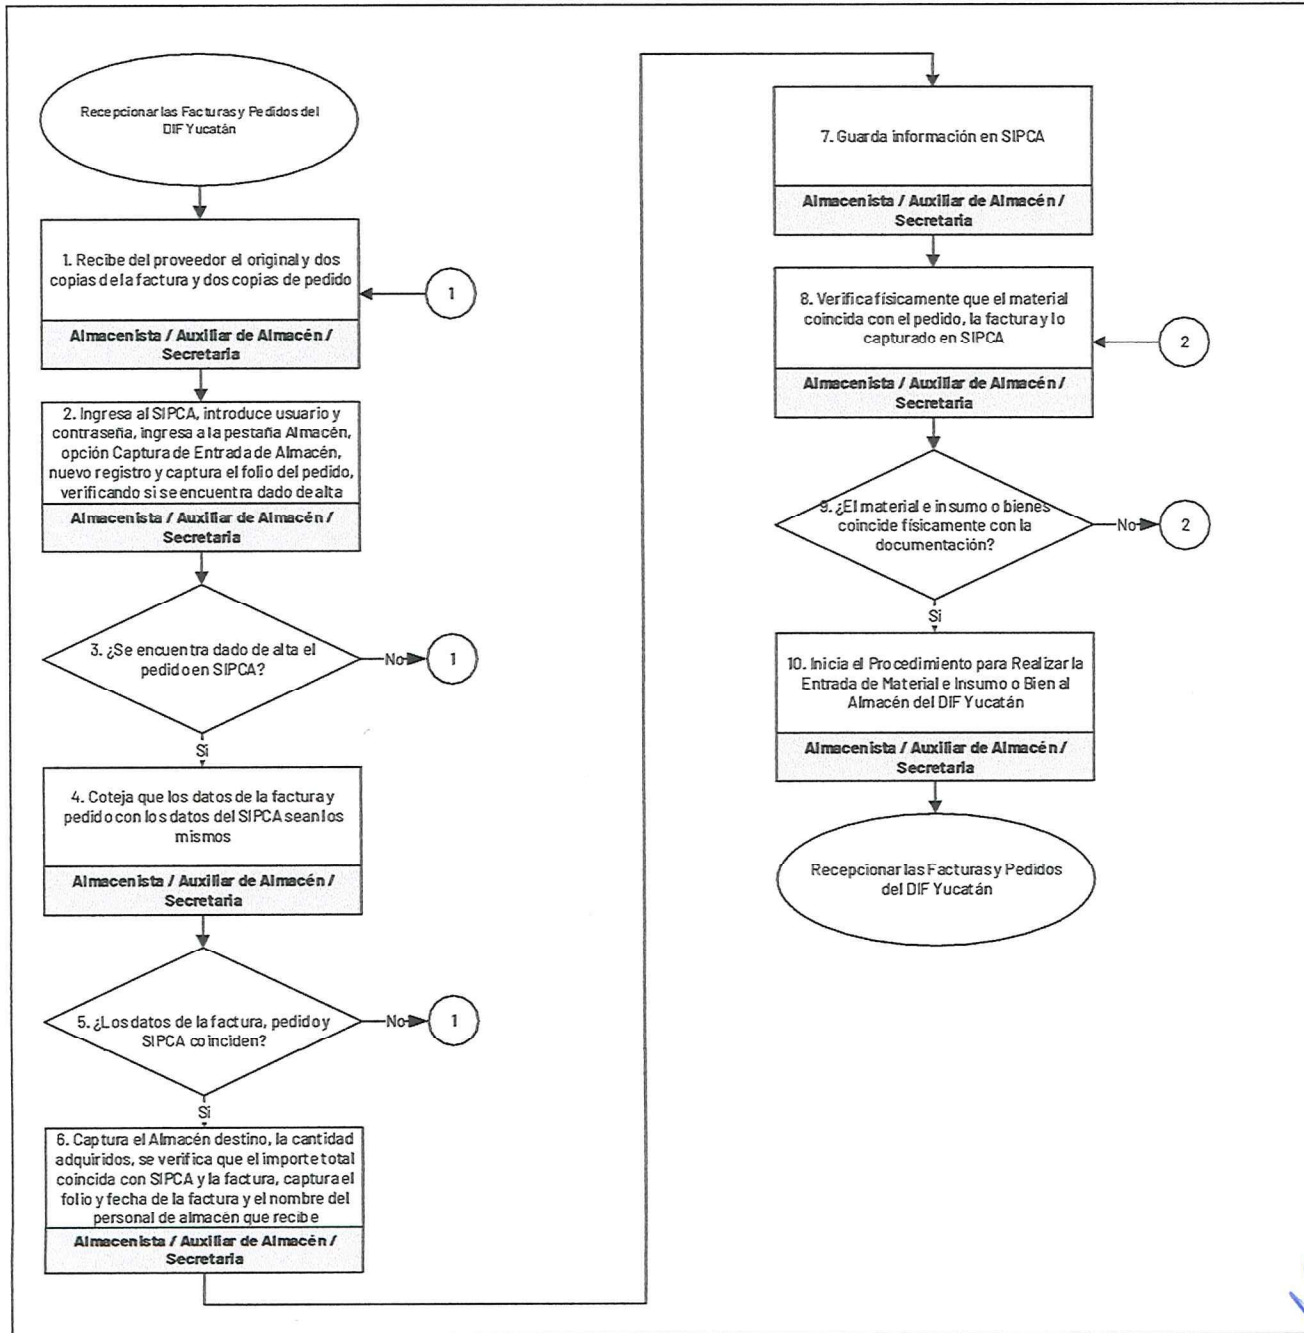 Recepcionar las Facturas y Pedidos del
DIF Yucatán
1. Recibe del proveedor el original y dos
copias de la factura y dos copias de pedido
1
Almacenista / Auxiliar de Almacén /
Secretaria
2. Ingresa al SIPCA, introduce usuario y
contraseña, ingresa a la pestaña Almacén,
opción Captura de Entrada de Almacén,
nuevo registro y captura el folio del pedido,
verificando si se encuentra dado de alta
Almacenista / Auxiliar de Almacén /
Secretaria
3. ¿Se encuentra dado de alta el
pedido en SIPCA?
No
1
Si
4. Coteja que los datos de la factura y
pedido con los datos del SIPCA sean los
mismos
Almacenista / Auxiliar de Almacén /
Secretaria
5. ¿Los datos de la factura, pedido y
SIPCA coinciden?
No
1
Si
6. Captura el Almacén destino, la cantidad
adquiridos, se verifica que el importe total
coincida con SIPCA y la factura, captura el
folio y fecha de la factura y el nombre del
personal de almacén que recibe
Almacenista / Auxiliar de Almacén /
Secretaria
7. Guarda información en SIPCA
Almacenista / Auxiliar de Almacén /
Secretaria
8. Verifica físicamente que el material
coincida con el pedido, la factura y lo
capturado en SIPCA
2
Almacenista / Auxiliar de Almacén /
Secretaria
9. ¿El material e insumo o bienes
coincide físicamente con la
documentación?
No
2
Si
10. Inicia el Procedimiento para Realizar la
Entrada de Material e Insumo o Bien al
Almacén del DIF Yucatán
Almacenista / Auxiliar de Almacén /
Secretaria
Recepcionar las Facturas y Pedidos
del DIF Yucatán